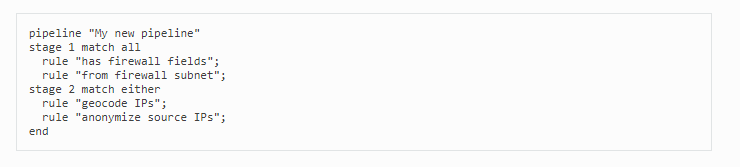 pipeline "My new pipeline"
stage 1 match all
  rule "has firewall fields";
  rule "from firewall subnet";
stage 2 match either
  rule "geocode IPs";
  rule "anonymize source IPs";
end